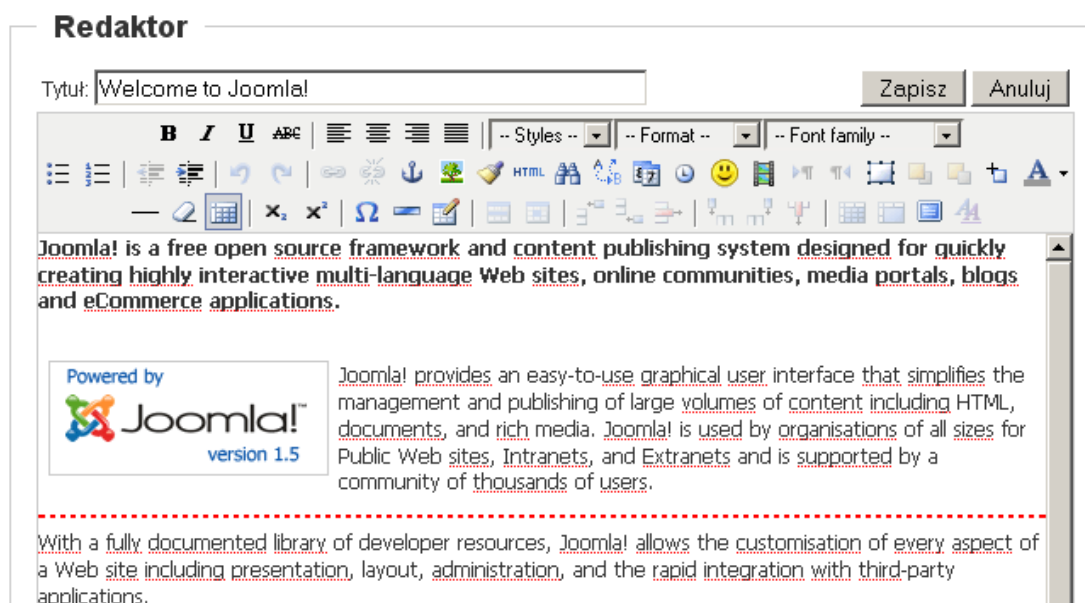 Redaktor
Tytuł: Welcome to Joomla! Zapisz Anuluj
B I U ABC -- Styles -- -- Format -- -- Font family --
HTML A
x₂ x² Ω
Joomla! is a free open source framework and content publishing system designed for quickly
creating highly interactive multi-language Web sites, online communities, media portals, blogs
and eCommerce applications.
Powered by
Joomla!™
version 1.5
Joomla! provides an easy-to-use graphical user interface that simplifies the
management and publishing of large volumes of content including HTML,
documents, and rich media. Joomla! is used by organisations of all sizes for
Public Web sites, Intranets, and Extranets and is supported by a
community of thousands of users.
With a fully documented library of developer resources, Joomla! allows the customisation of every aspect of
a Web site including presentation, layout, administration, and the rapid integration with third-party
applications.